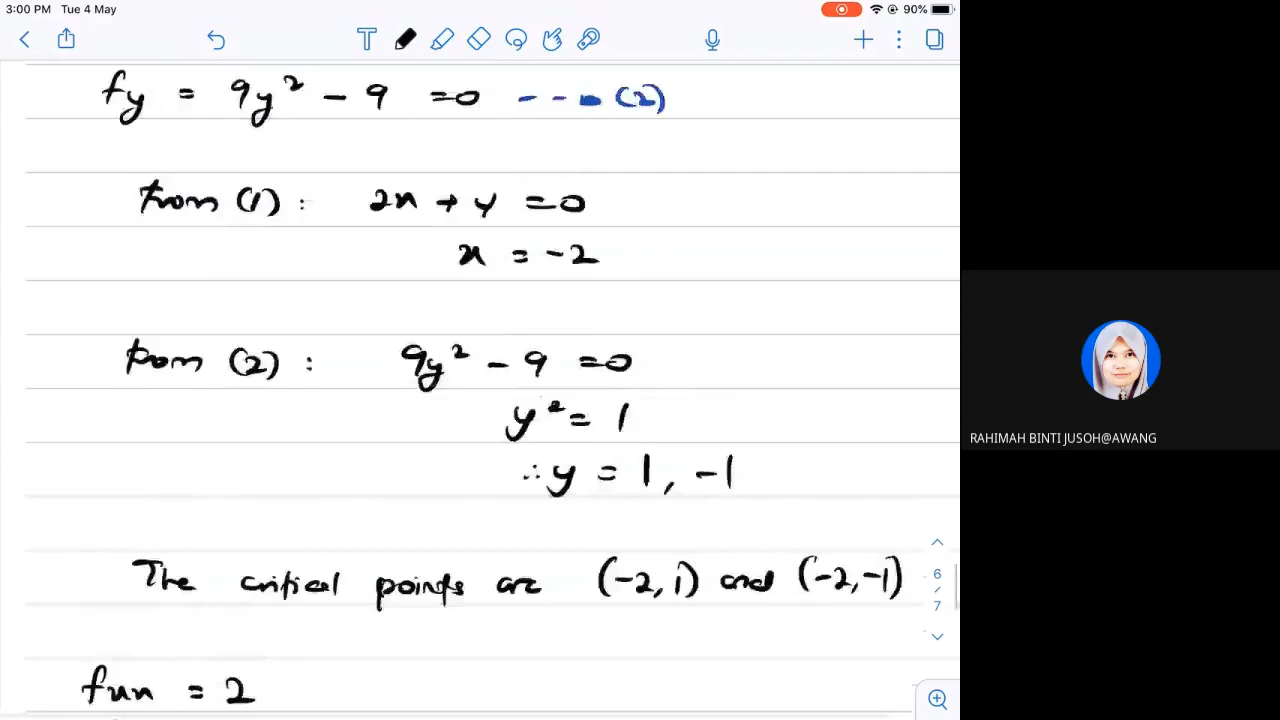 3:00 PM Tue 4 May
90%
fy = 9y² - 9 = 0 --- (2)
from (1) : 2x + 4 = 0
x = -2
from (2) : 9y² - 9 = 0
y² = 1
∴ y = 1, -1
The critical points are (-2, 1) and (-2, -1)
fxx = 2
6
/
7
RAHIMAH BINTI JUSOH@AWANG